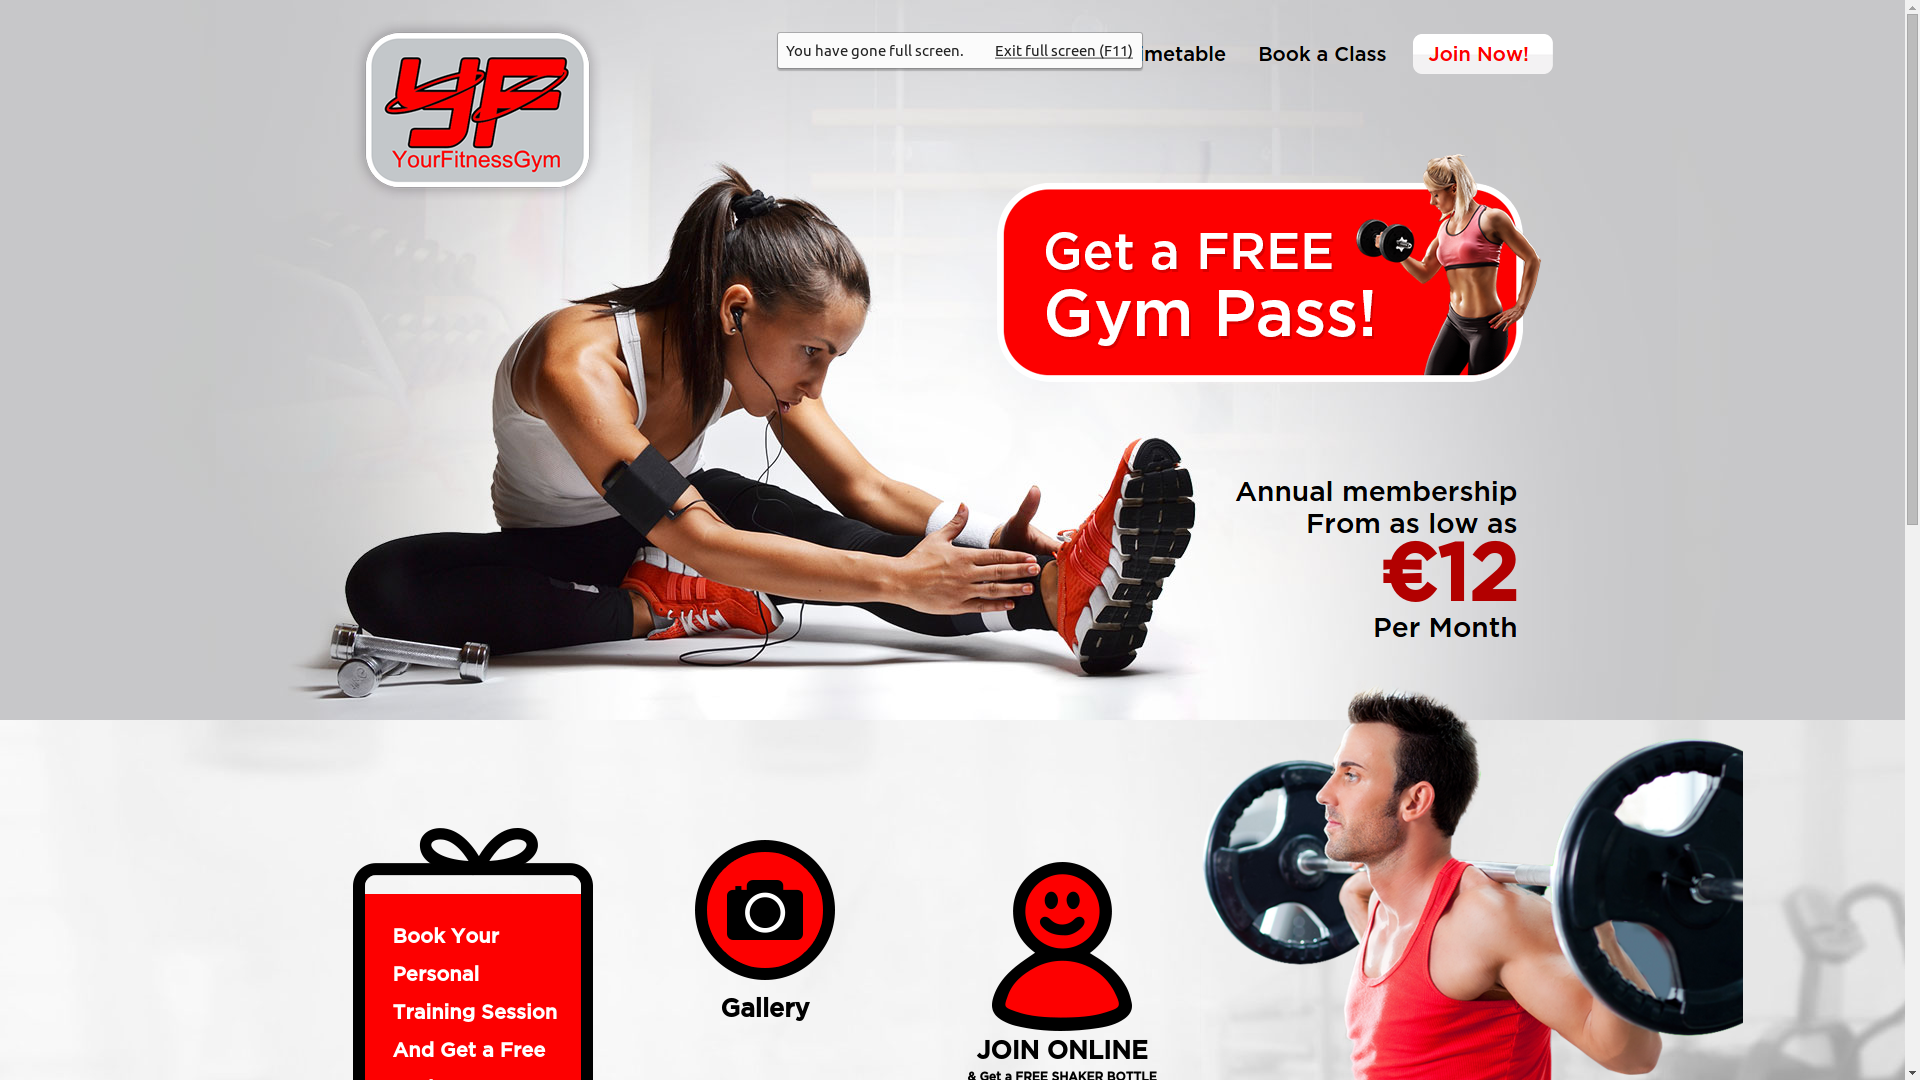 You have gone full screen. Exit full screen (F11)
imetable Book a Class Join Now!
YF
YourFitnessGym
Get a FREE
Gym Pass!
Annual membership
From as low as
€12
Per Month
Book Your
Personal
Training Session
And Get a Free
Gallery
JOIN ONLINE
& Get a FREE SHAKER BOTTLE